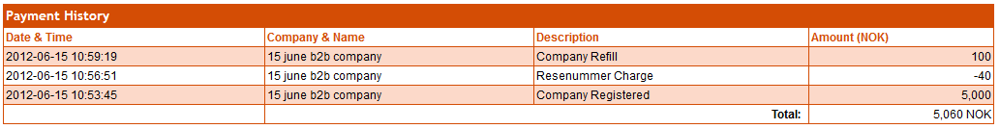 Payment History
Date & Time Company & Name Description Amount (NOK)
2012-06-15 10:59:19 15 june b2b company Company Refill 100
2012-06-15 10:56:51 15 june b2b company Resenummer Charge -40
2012-06-15 10:53:45 15 june b2b company Company Registered 5,000
Total: 5,060 NOK